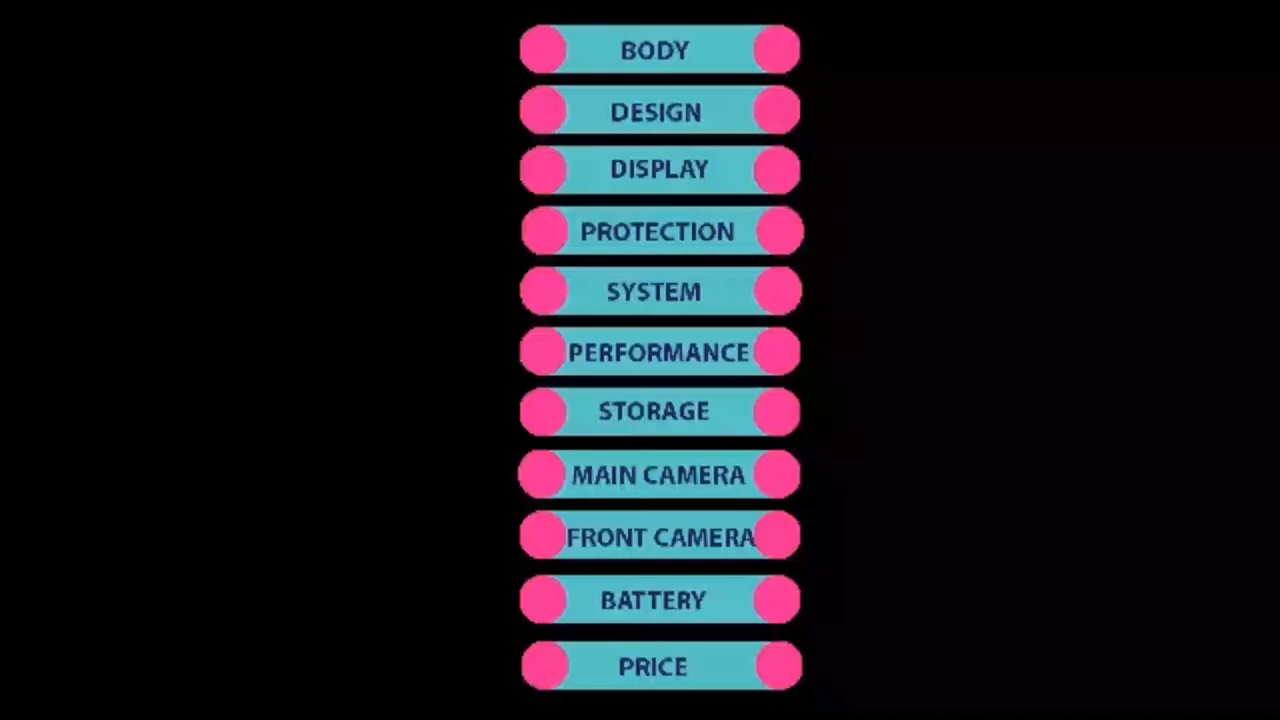 BODY
DESIGN
DISPLAY
PROTECTION
SYSTEM
PERFORMANCE
STORAGE
MAIN CAMERA
FRONT CAMERA
BATTERY
PRICE